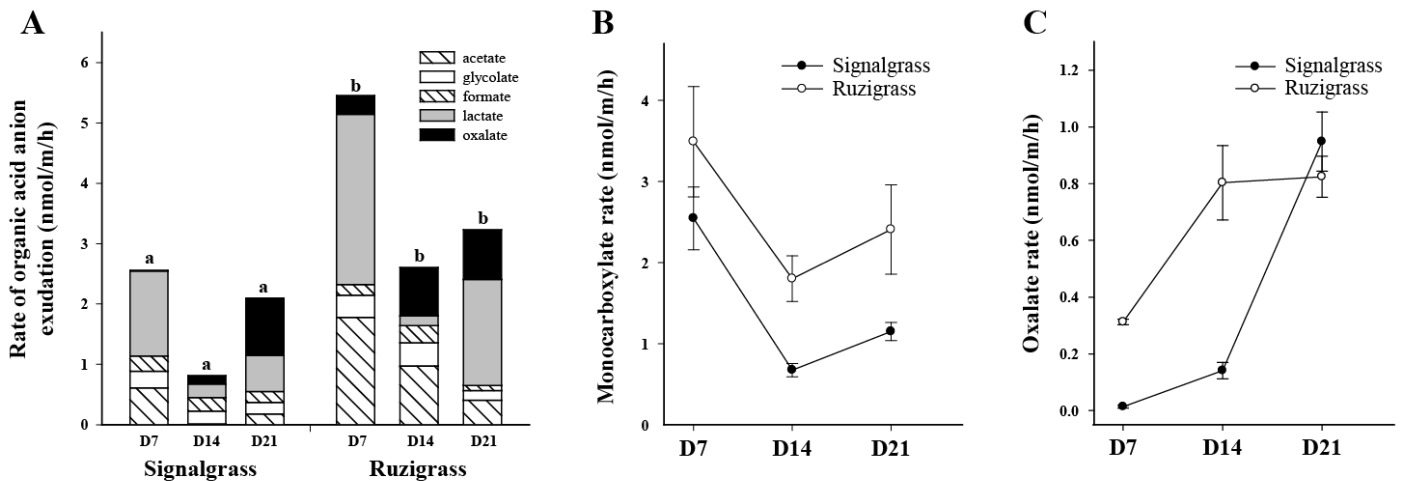 A
Rate of organic acid anion
exudation (nmol/m/h)
6
5
4
3
2
1
0
acetate
glycolate
formate
lactate
oxalate
a
a
a
b
b
b
D7
D14
D21
D7
D14
D21
Signalgrass
Ruzigrass
B
Monocarboxylate rate (nmol/m/h)
4
3
2
1
0
Signalgrass
Ruzigrass
D7
D14
D21
C
Oxalate rate (nmol/m/h)
1.2
1.0
0.8
0.6
0.4
0.2
0.0
Signalgrass
Ruzigrass
D7
D14
D21